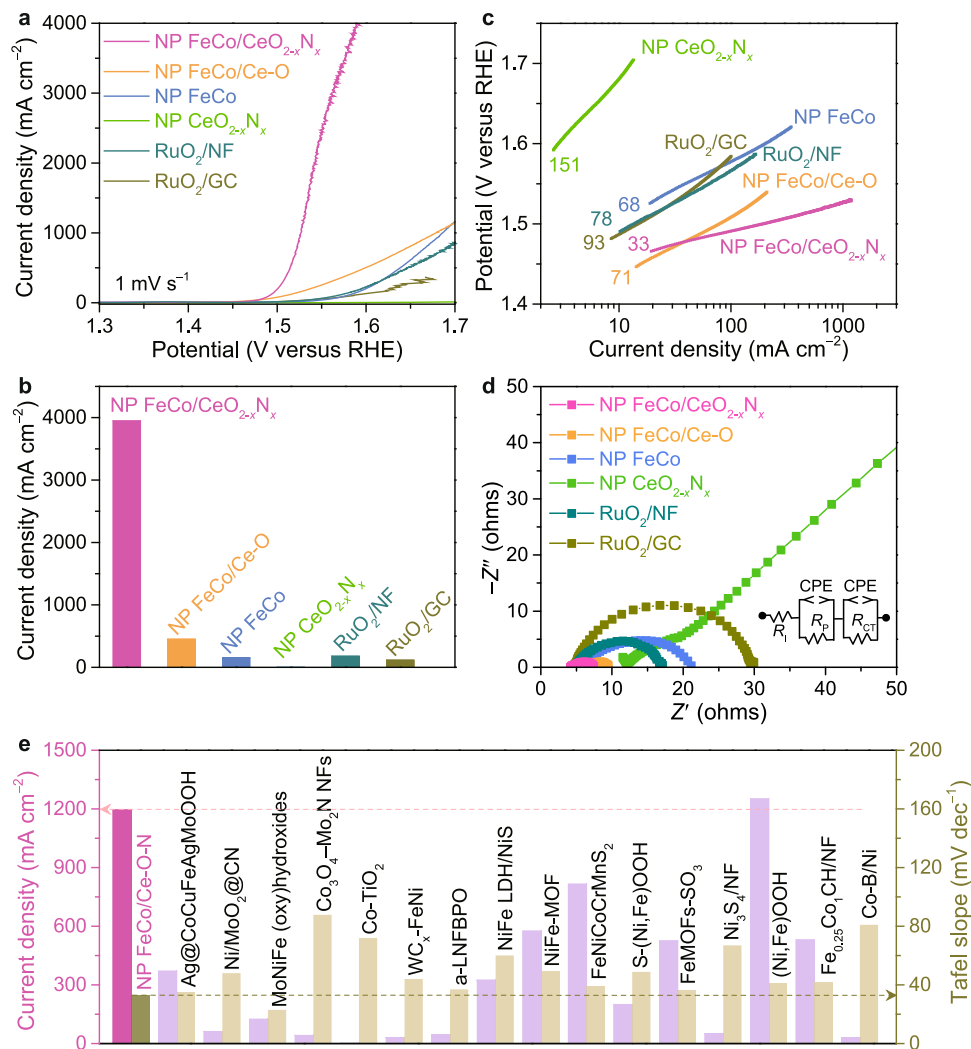 a
4000
3000
2000
1000
0
Current density (mA cm⁻²)
NP FeCo/CeO₂₋ₓNₓ
NP FeCo/Ce-O
NP FeCo
NP CeO₂₋ₓNₓ
RuO₂/NF
RuO₂/GC
1 mV s⁻¹
1.3
1.4
1.5
1.6
1.7
Potential (V versus RHE)
c
1.7
1.6
1.5
1.4
Potential (V versus RHE)
NP CeO₂₋ₓNₓ
151
NP FeCo
RuO₂/GC
RuO₂/NF
68
NP FeCo/Ce-O
78
93
33
NP FeCo/CeO₂₋ₓNₓ
71
10
100
1000
Current density (mA cm⁻²)
b
4000
3000
2000
1000
0
Current density (mA cm⁻²)
NP FeCo/CeO₂₋ₓNₓ
NP FeCo/Ce-O
NP FeCo
NP CeO₂₋ₓNₓ
RuO₂/NF
RuO₂/GC
d
50
40
30
20
10
0
–Z″ (ohms)
NP FeCo/CeO₂₋ₓNₓ
NP FeCo/Ce-O
NP FeCo
NP CeO₂₋ₓNₓ
RuO₂/NF
RuO₂/GC
CPE CPE
R_I R_P R_CT
0
10
20
30
40
50
Z′ (ohms)
e
1500
1200
900
600
300
0
Current density (mA cm⁻²)
NP FeCo/Ce-O-N
Ag@CoCuFeAgMoOOH
Ni/MoO₂@CN
MoNiFe (oxy)hydroxides
Co₃O₄–Mo₂N NFs
Co-TiO₂
WCₓ-FeNi
a-LNFBPO
NiFe LDH/NiS
NiFe-MOF
FeNiCoCrMnS₂
S-(Ni,Fe)OOH
FeMOFs-SO₃
Ni₃S₄/NF
(Ni,Fe)OOH
Fe₀.₂₅Co₁CH/NF
Co-B/Ni
200
160
120
80
40
0
Tafel slope (mV dec⁻¹)